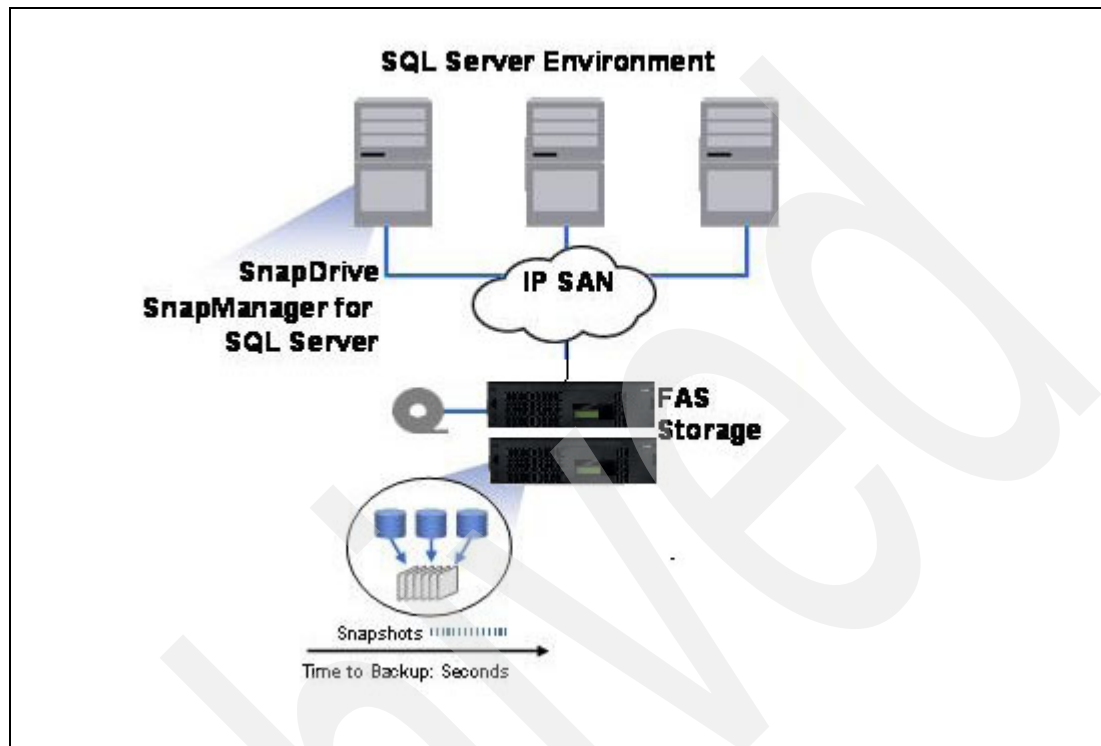 SQL Server Environment
SnapDrive
SnapManager for
SQL Server
IP SAN
FAS
Storage
Snapshots
Time to Backup: Seconds